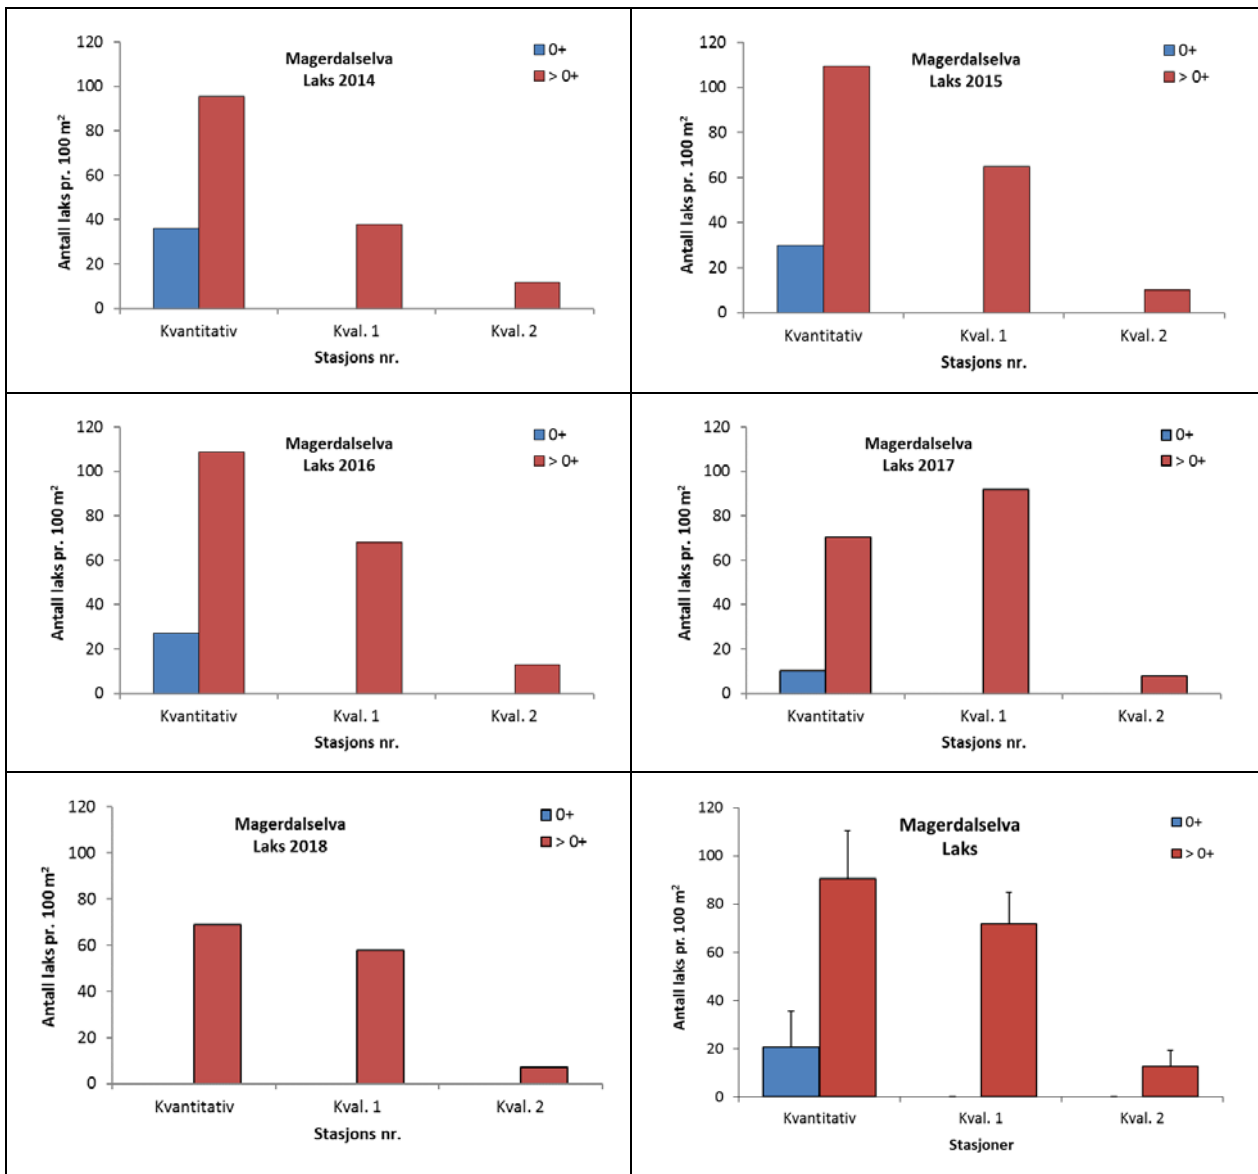 Magerdalselva
Laks 2014
0+
> 0+
Antall laks pr. 100 m²
120
100
80
60
40
20
0
Kvantitativ Kval. 1 Kval. 2
Stasjons nr.
Magerdalselva
Laks 2015
0+
> 0+
Antall laks pr. 100 m²
120
100
80
60
40
20
0
Kvantitativ Kval. 1 Kval. 2
Stasjons nr.
Magerdalselva
Laks 2016
0+
> 0+
Antall laks pr. 100 m²
120
100
80
60
40
20
0
Kvantitativ Kval. 1 Kval. 2
Stasjons nr.
Magerdalselva
Laks 2017
0+
> 0+
Antall laks pr. 100 m²
120
100
80
60
40
20
0
Kvantitativ Kval. 1 Kval. 2
Stasjons nr.
Magerdalselva
Laks 2018
0+
> 0+
Antall laks pr. 100 m²
120
100
80
60
40
20
0
Kvantitativ Kval. 1 Kval. 2
Stasjons nr.
Magerdalselva
Laks
0+
> 0+
Antall laks pr. 100 m²
120
100
80
60
40
20
0
Kvantitativ Kval. 1 Kval. 2
Stasjoner